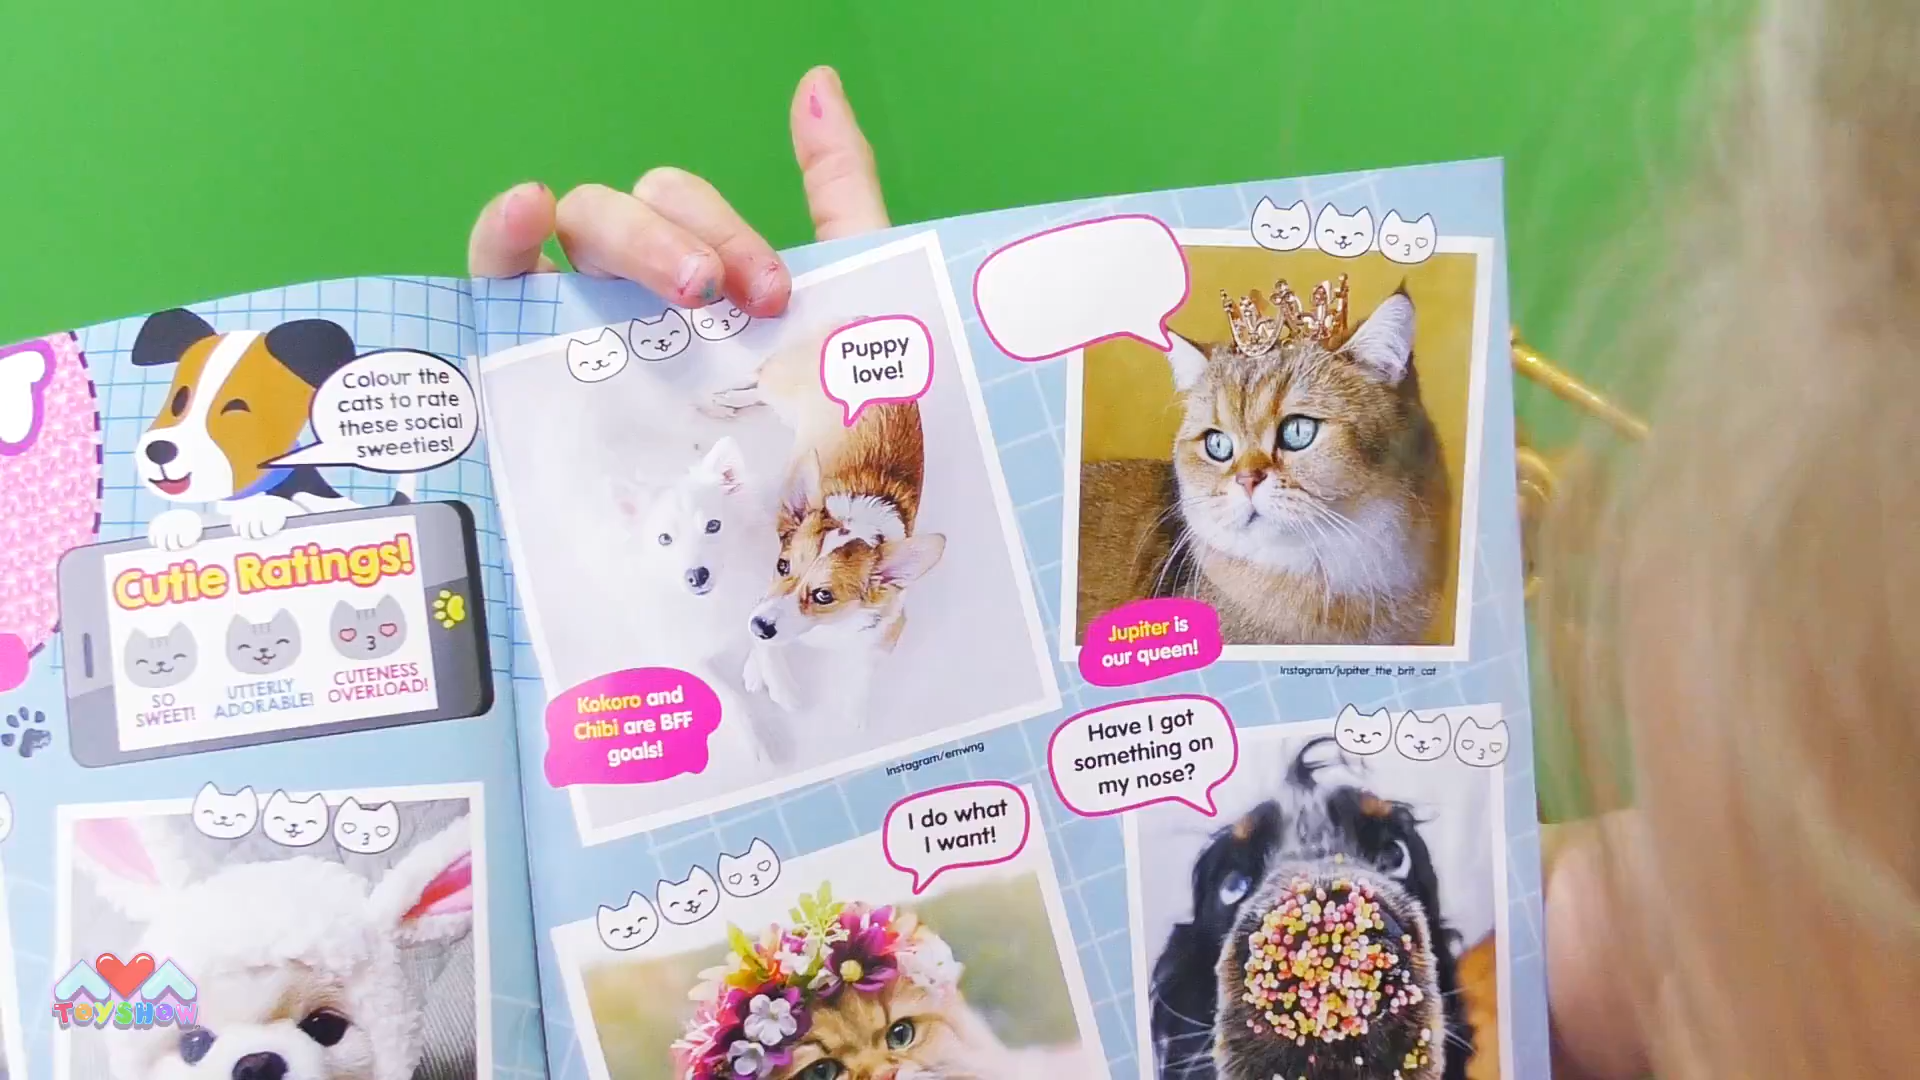 Colour the
cats to rate
these social
sweeties!
Cutie Ratings!
SO
SWEET!
UTTERLY
ADORABLE!
CUTENESS
OVERLOAD!
Puppy
love!
Kokoro and
Chibi are BFF
goals!
Instagram/emwng
Jupiter is
our queen!
Instagram/jupiter_the_brit_cat
I do what
I want!
Have I got
something on
my nose?
TOYSHOW